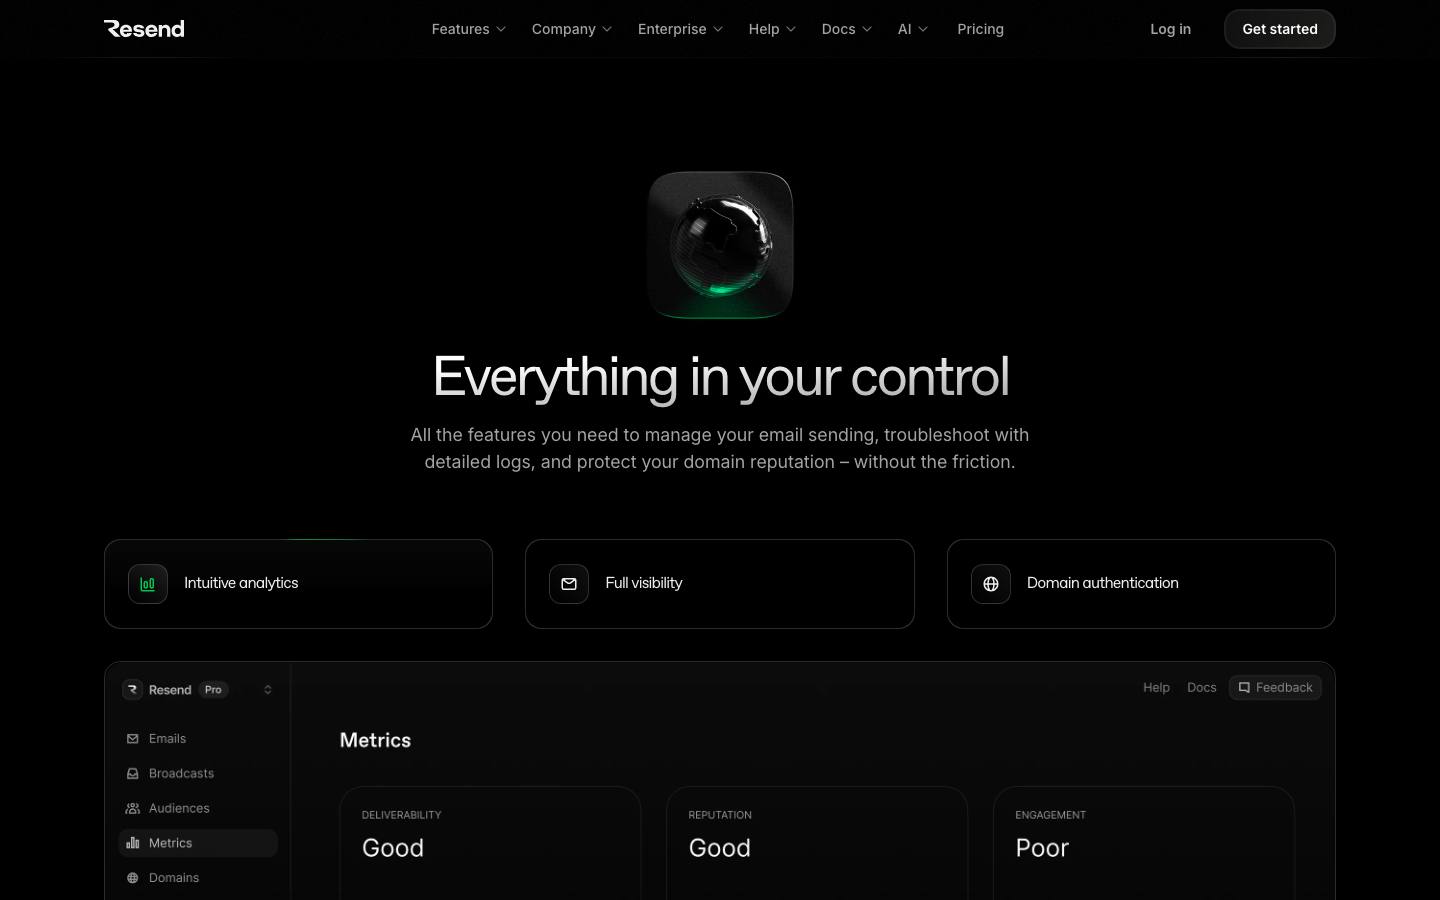 Resend
Features
Company
Enterprise
Help
Docs
AI
Pricing
Log in
Get started
Everything in your control
All the features you need to manage your email sending, troubleshoot with
detailed logs, and protect your domain reputation – without the friction.
Intuitive analytics
Full visibility
Domain authentication
Resend Pro
Help
Docs
Feedback
Emails
Broadcasts
Audiences
Metrics
Domains
Metrics
DELIVERABILITY
Good
REPUTATION
Good
ENGAGEMENT
Poor